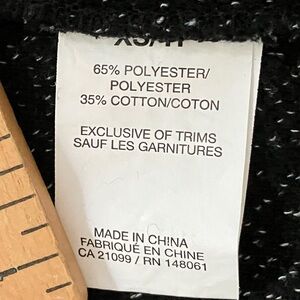 65% POLYESTER/
POLYESTER
35% COTTON/COTON
EXCLUSIVE OF TRIMS
SAUF LES GARNITURES
MADE IN CHINA
FABRIQUÉ EN CHINE
CA 21099 / RN 148061